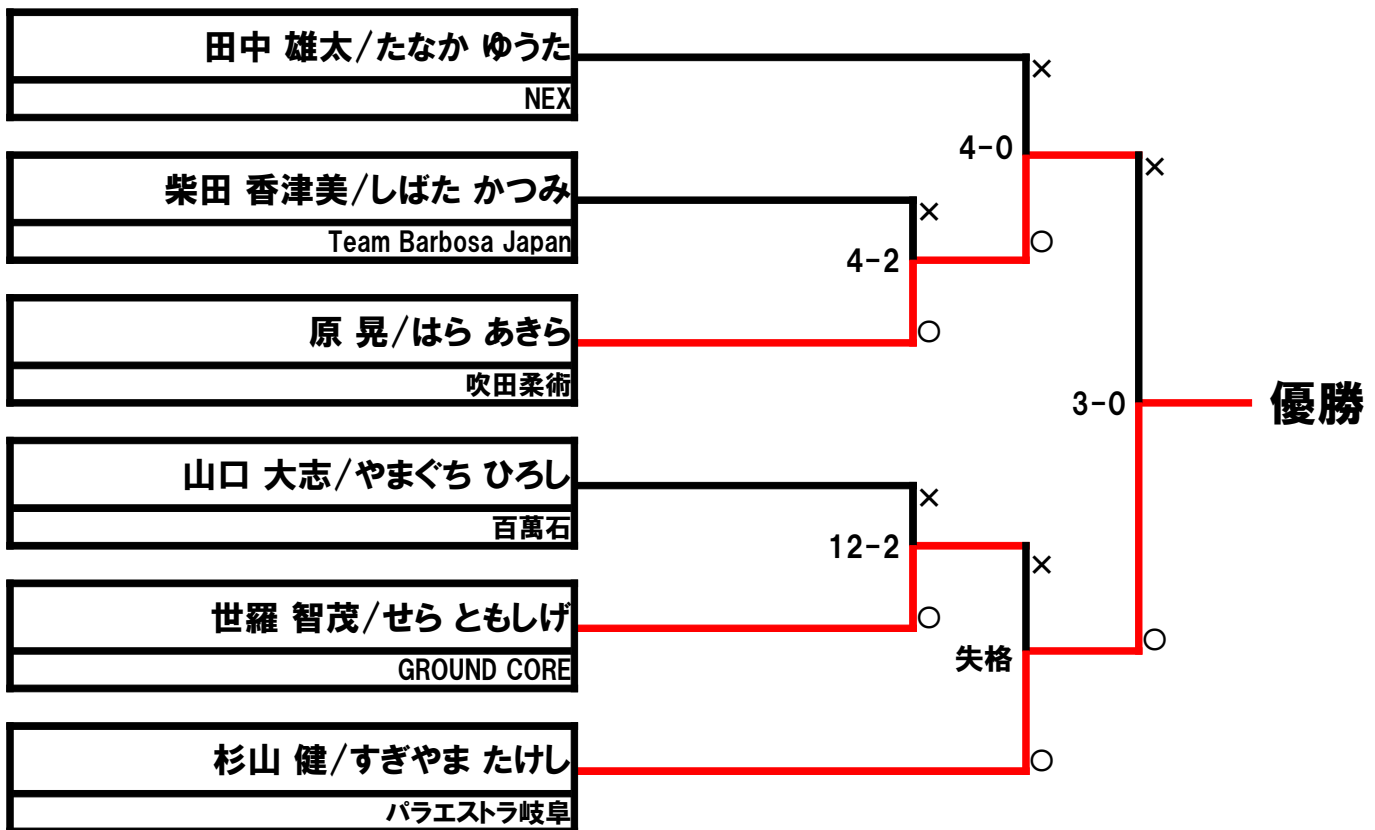 田中 雄太/たなか ゆうた
NEX
×
4-0
×
柴田 香津美/しばた かつみ
Team Barbosa Japan
×
○
4-2
原 晃/はら あきら
吹田柔術
○
3-0
優勝
山口 大志/やまぐち ひろし
百萬石
×
12-2
×
世羅 智茂/せら ともしげ
GROUND CORE
○
失格
○
杉山 健/すぎやま たけし
パラエストラ岐阜
○